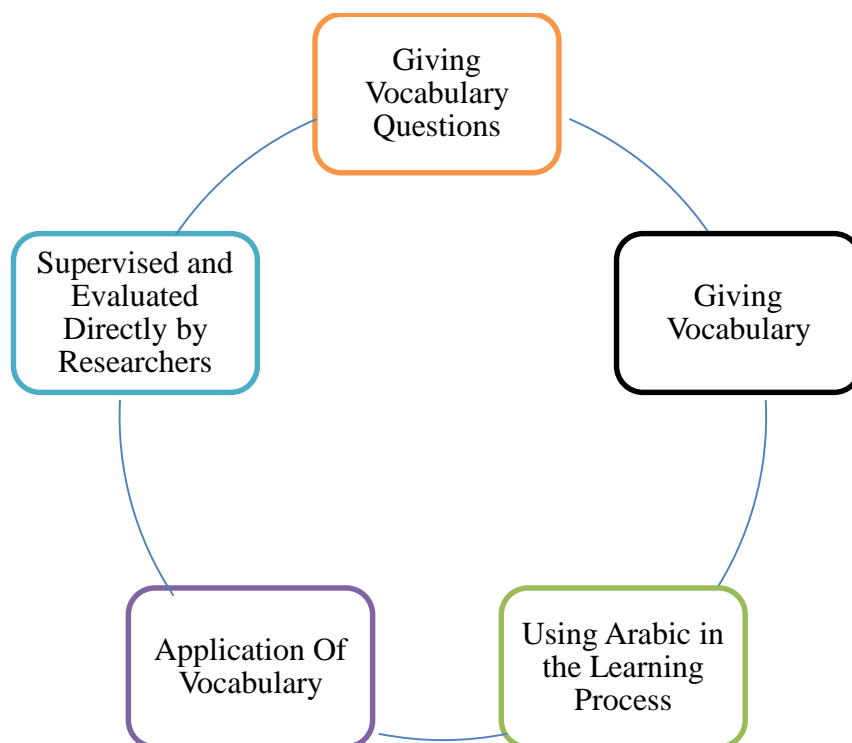 Giving
Vocabulary
Questions
Giving
Vocabulary
Using Arabic in
the Learning
Process
Application Of
Vocabulary
Supervised and
Evaluated
Directly by
Researchers